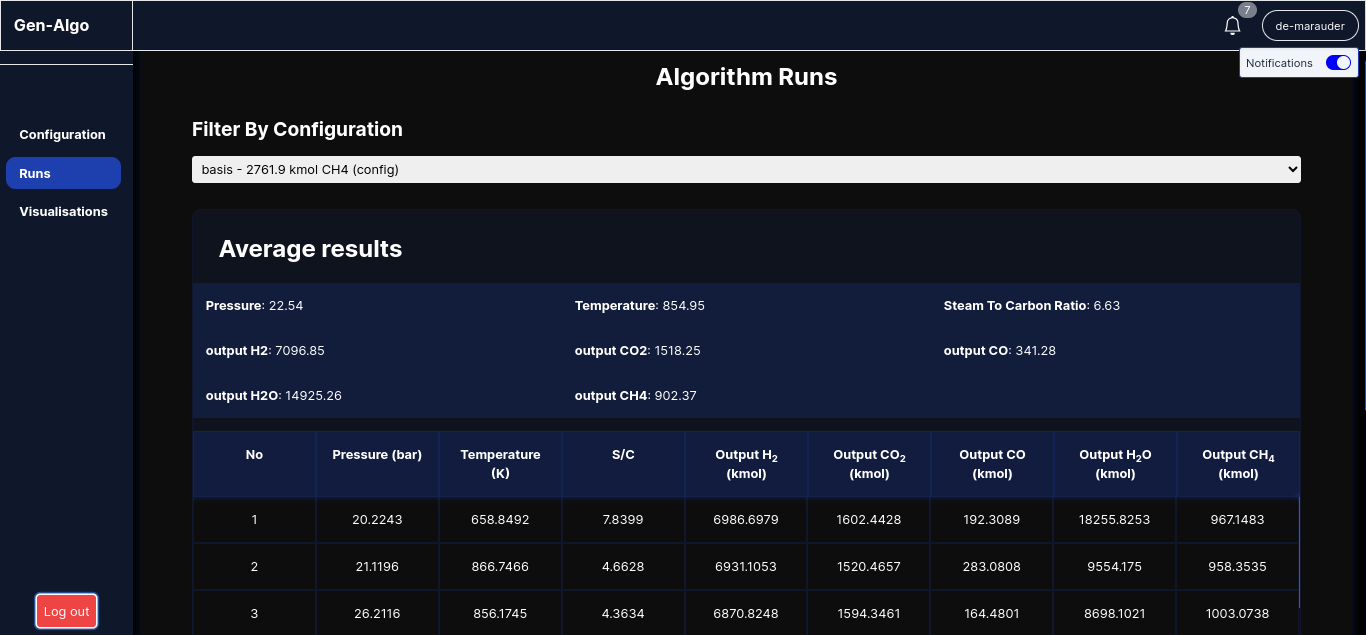 Gen-Algo
7
de-marauder
Notifications
Algorithm Runs
Configuration
Runs
Visualisations
Log out
Filter By Configuration
basis - 2761.9 kmol CH4 (config)
Average results
Pressure: 22.54 Temperature: 854.95 Steam To Carbon Ratio: 6.63
output H2: 7096.85 output CO2: 1518.25 output CO: 341.28
output H2O: 14925.26 output CH4: 902.37
No Pressure (bar) Temperature (K) S/C Output H₂ (kmol) Output CO₂ (kmol) Output CO (kmol) Output H₂O (kmol) Output CH₄ (kmol)
1 20.2243 658.8492 7.8399 6986.6979 1602.4428 192.3089 18255.8253 967.1483
2 21.1196 866.7466 4.6628 6931.1053 1520.4657 283.0808 9554.175 958.3535
3 26.2116 856.1745 4.3634 6870.8248 1594.3461 164.4801 8698.1021 1003.0738